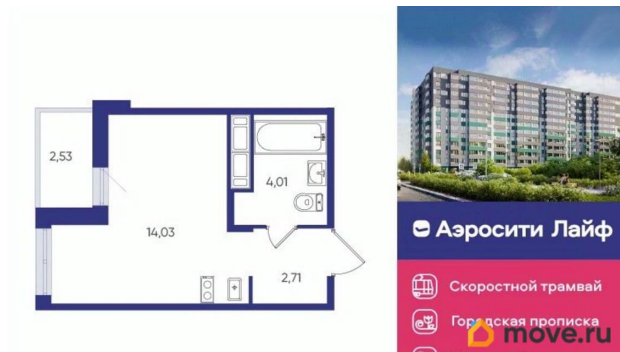 2,53
14,03
4,01
2,71
Аэросити Лайф
Скоростной трамвай
Городская прописка
move.ru